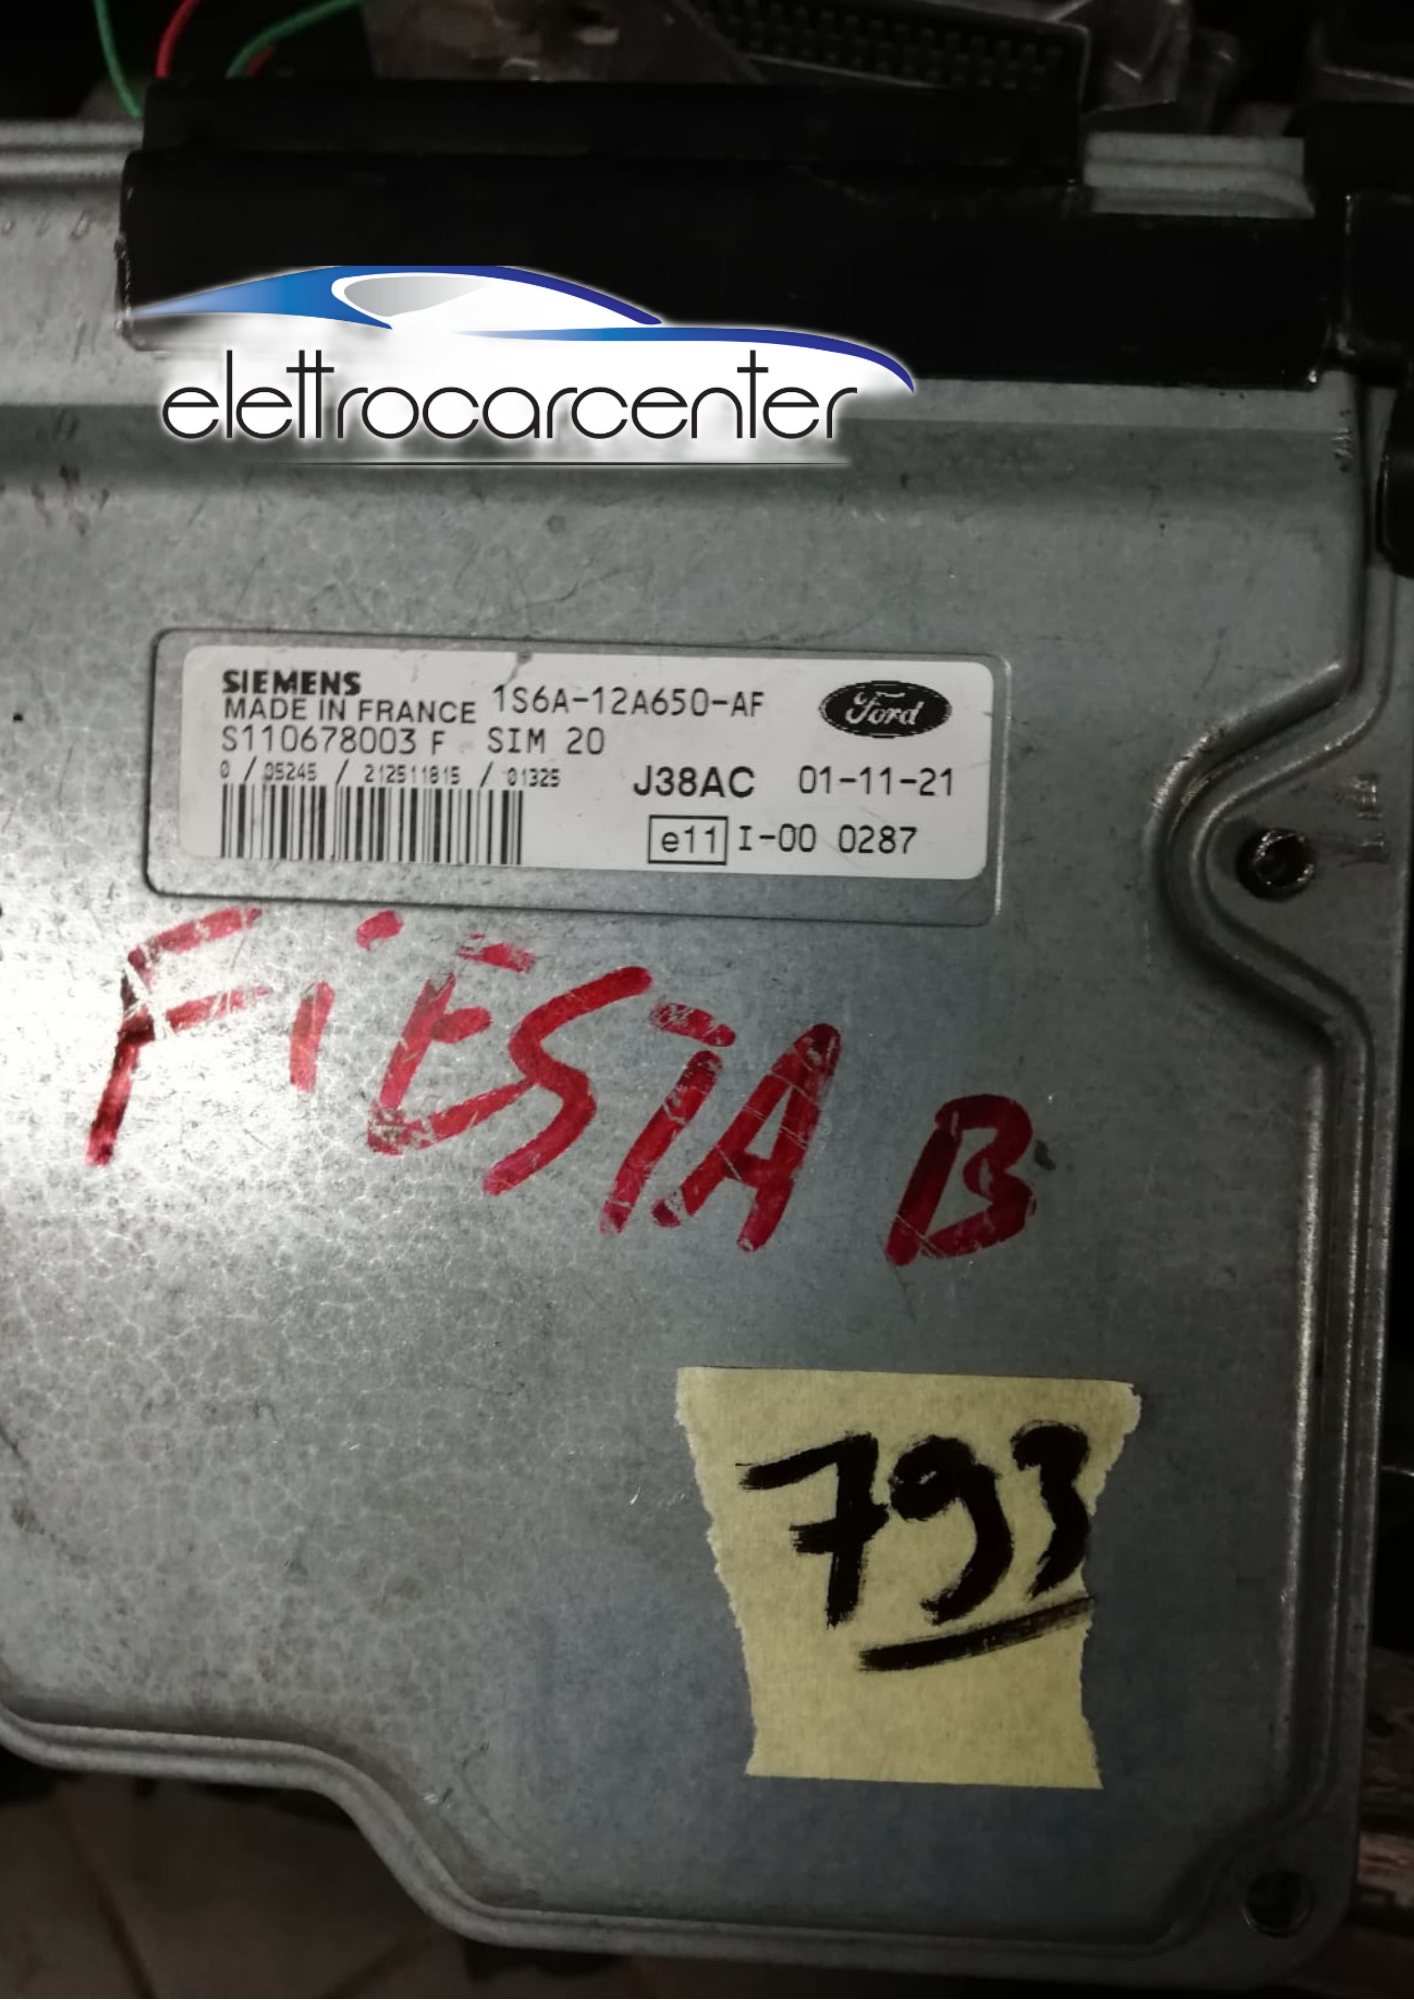 elettrocarcenter
SIEMENS
MADE IN FRANCE 1S6A-12A650-AF Ford
S110678003 F SIM 20
0 / 05245 / 212511815 / 01325 J38AC 01-11-21
e11 I-00 0287
FiESTA B
793